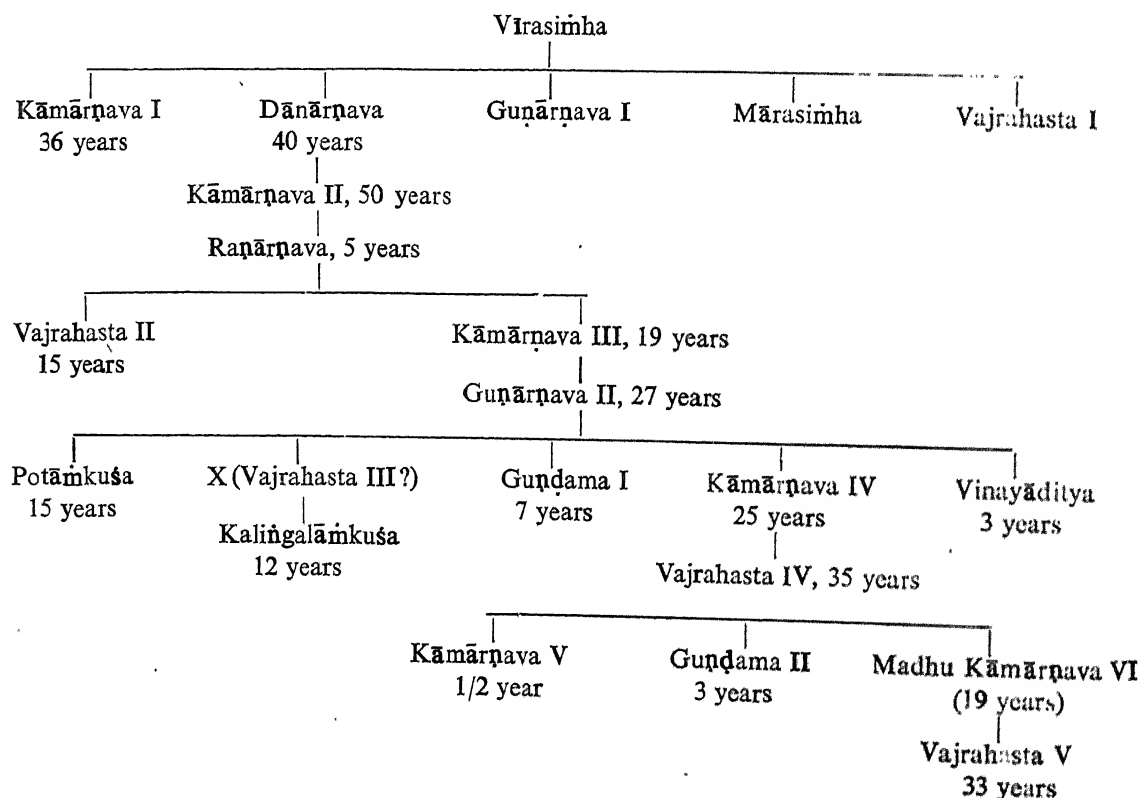 Vīrasiṁha
Kāmārṇava I Dānārṇava Guṇārṇava I Mārasiṁha Vajrahasta I
36 years 40 years
Kāmārṇava II, 50 years
Raṇārṇava, 5 years
Vajrahasta II Kāmārṇava III, 19 years
15 years
Guṇārṇava II, 27 years
Potāṁkuśa X (Vajrahasta III?) Guṇḍama I Kāmārṇava IV Vinayāditya
15 years 7 years 25 years 3 years
Kaliṅgalāṁkuśa
12 years
Vajrahasta IV, 35 years
Kāmārṇava V Guṇḍama II Madhu Kāmārṇava VI
1/2 year 3 years (19 years)
Vajrahasta V
33 years